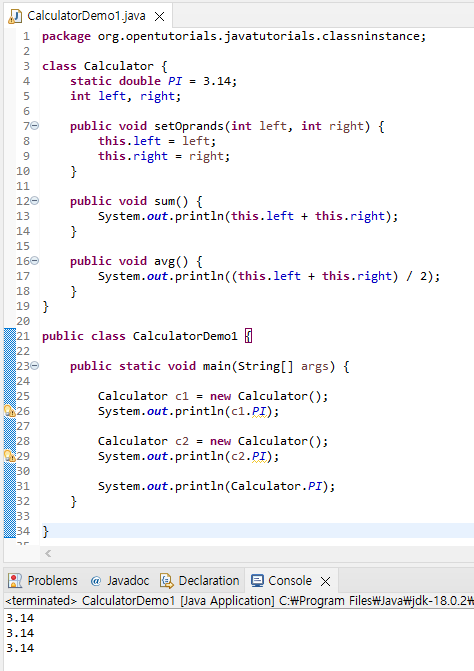 CalculatorDemo1.java
1 package org.opentutorials.javatutorials.classninstance;
2
3 class Calculator {
4     static double PI = 3.14;
5     int left, right;
6
7     public void setOprands(int left, int right) {
8         this.left = left;
9         this.right = right;
10     }
11
12     public void sum() {
13         System.out.println(this.left + this.right);
14     }
15
16     public void avg() {
17         System.out.println((this.left + this.right) / 2);
18     }
19 }
20
21 public class CalculatorDemo1 {
22
23     public static void main(String[] args) {
24
25         Calculator c1 = new Calculator();
26         System.out.println(c1.PI);
27
28         Calculator c2 = new Calculator();
29         System.out.println(c2.PI);
30
31         System.out.println(Calculator.PI);
32     }
33
34 }
Problems @ Javadoc Declaration Console
<terminated> CalculatorDemo1 [Java Application] C:₩Program Files₩Java₩jdk-18.0.2₩
3.14
3.14
3.14